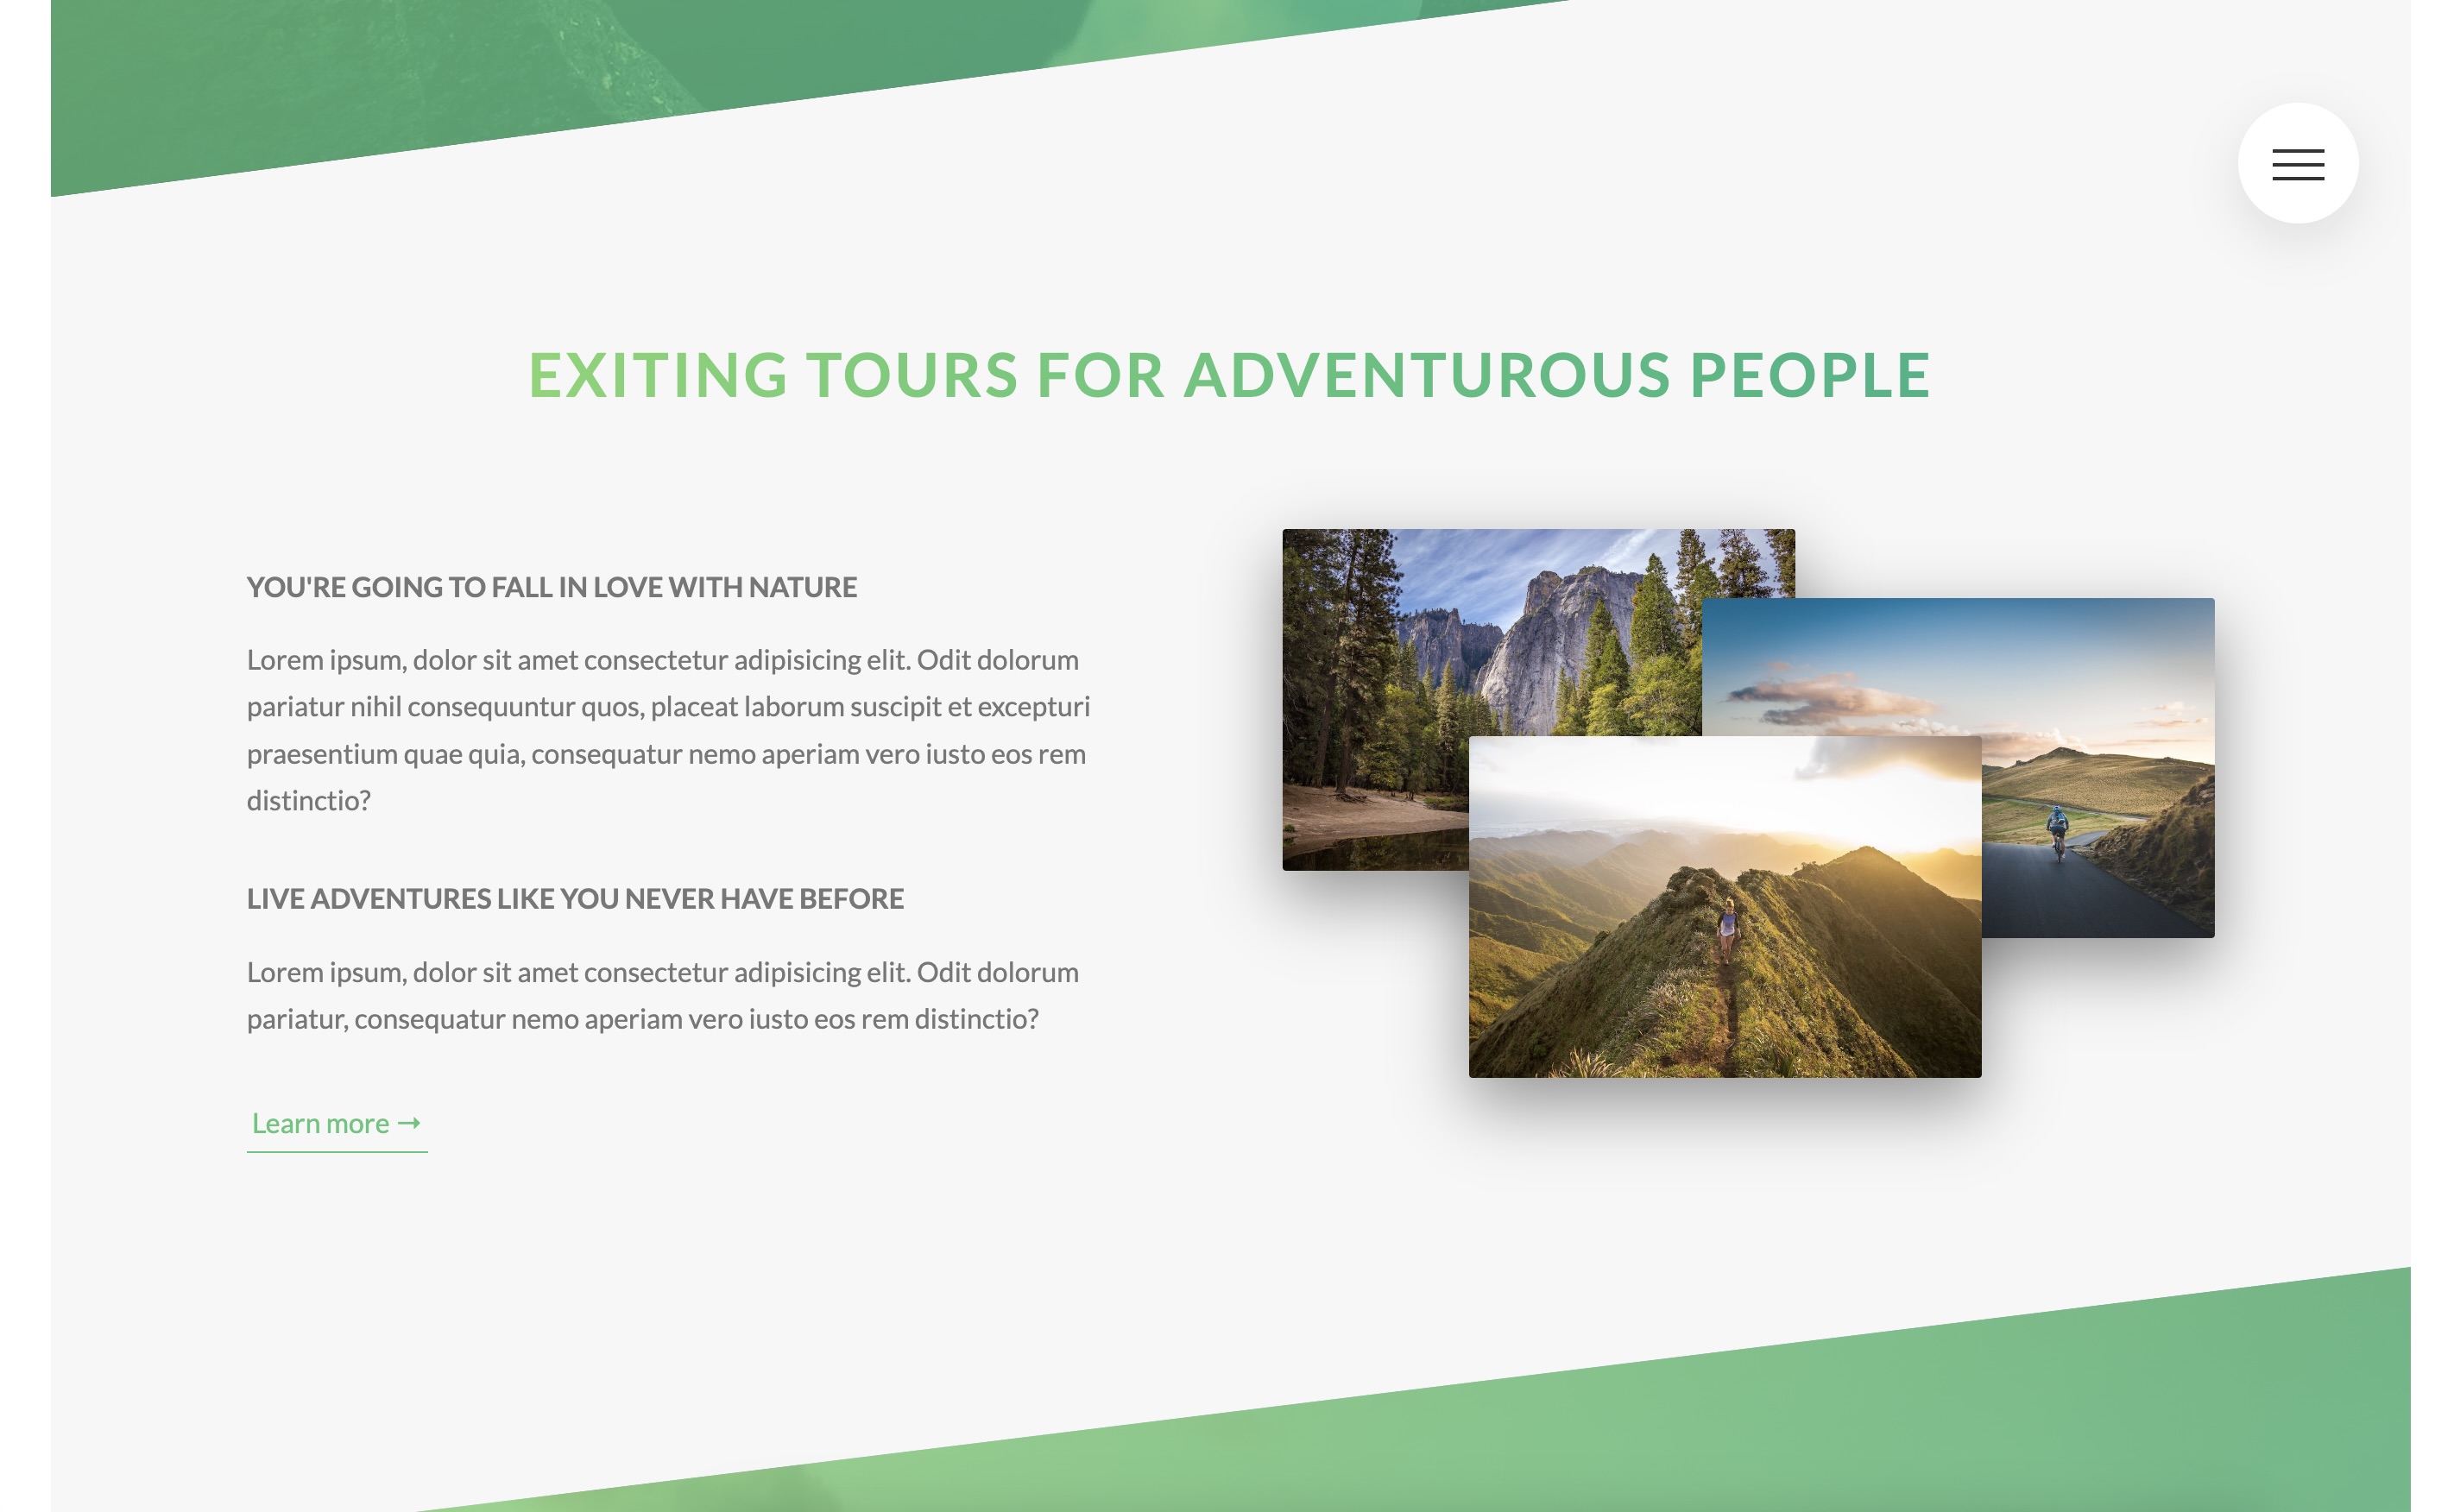 EXITING TOURS FOR ADVENTUROUS PEOPLE
YOU'RE GOING TO FALL IN LOVE WITH NATURE
Lorem ipsum, dolor sit amet consectetur adipisicing elit. Odit dolorum
pariatur nihil consequuntur quos, placeat laborum suscipit et excepturi
praesentium quae quia, consequatur nemo aperiam vero iusto eos rem
distinctio?
LIVE ADVENTURES LIKE YOU NEVER HAVE BEFORE
Lorem ipsum, dolor sit amet consectetur adipisicing elit. Odit dolorum
pariatur, consequatur nemo aperiam vero iusto eos rem distinctio?
Learn more →